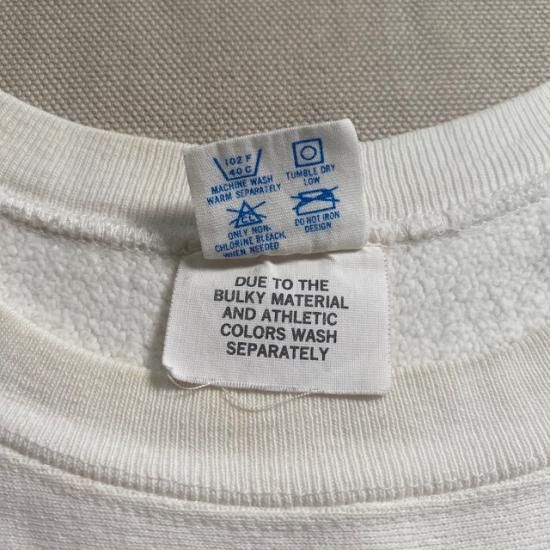 102 F
40 C
MACHINE WASH
WARM SEPARATELY
TUMBLE DRY
LOW
CL
ONLY NON-
CHLORINE BLEACH,
WHEN NEEDED
DO NOT IRON
DESIGN
DUE TO THE
BULKY MATERIAL
AND ATHLETIC
COLORS WASH
SEPARATELY